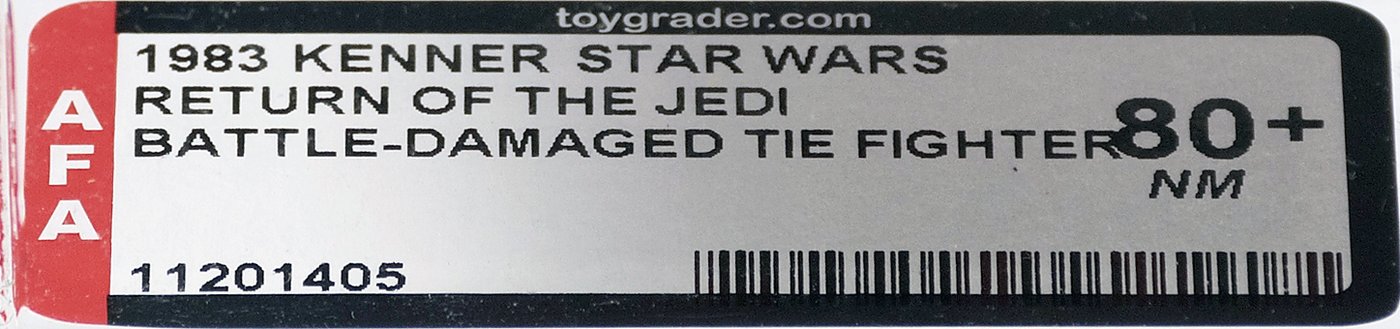 toygrader.com
AFA
1983 KENNER STAR WARS
RETURN OF THE JEDI
BATTLE-DAMAGED TIE FIGHTER
80+
NM
11201405